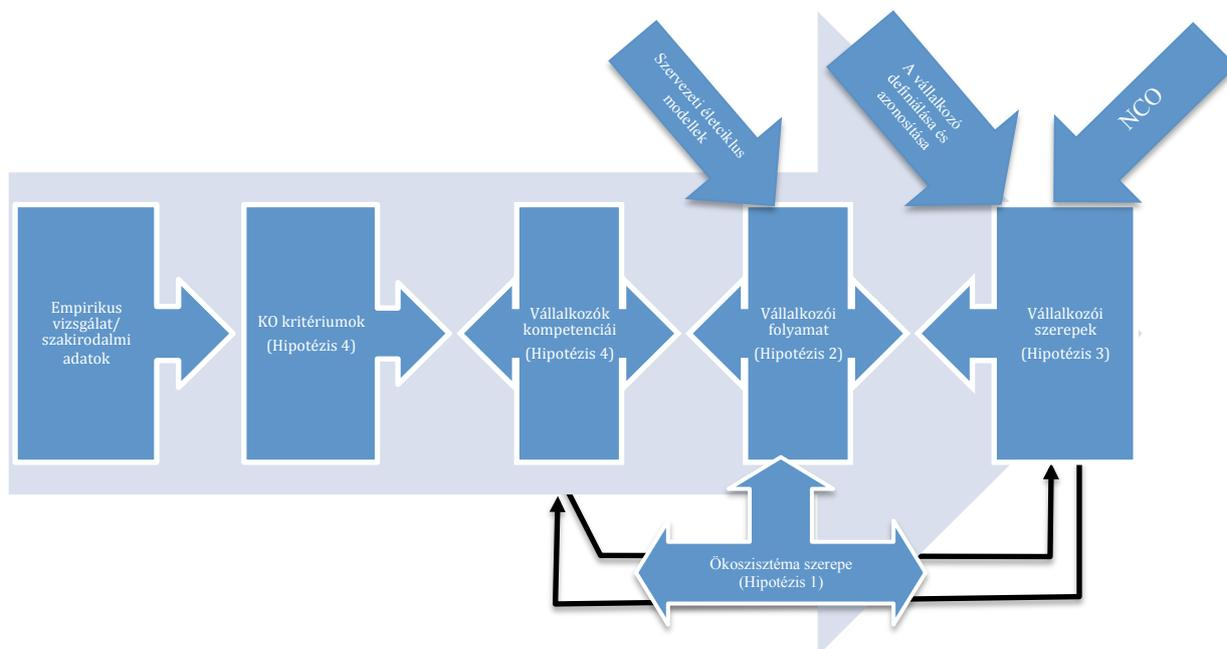 Szervezeti életciklus
modellek
A vállalkozó
definiálása és
azonosítása
NCO
Empirikus
vizsgálat/
szakirodalmi
adatok
KO kritériumok
(Hipotézis 4)
Vállalkozók
kompetenciái
(Hipotézis 4)
Vállalkozói
folyamat
(Hipotézis 2)
Vállalkozói
szerepek
(Hipotézis 3)
Ökoszisztéma szerepe
(Hipotézis 1)